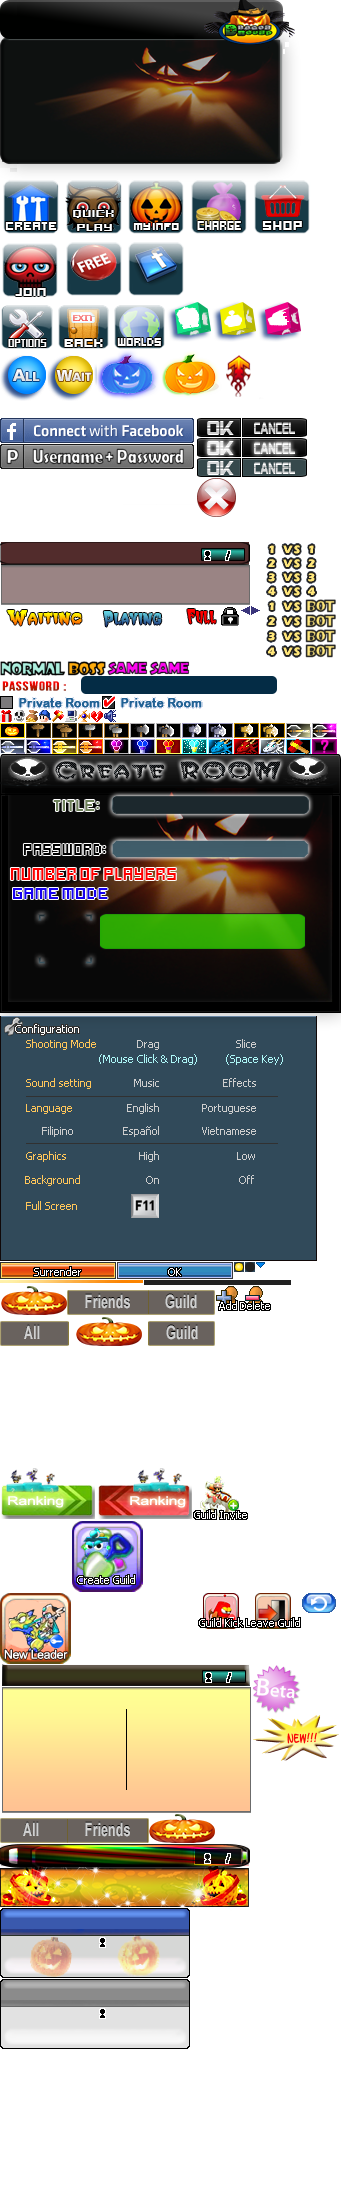 CREATE
QUICK PLAY
MY INFO
CHARGE
SHOP
JOIN
FREE
t
OPTIONS
EXIT
BACK
WORLDS
ALL
WAIT
f Connect with Facebook
P Username + Password
OK CANCEL
OK CANCEL
OK CANCEL
WAITING
PLAYING
FULL
1 VS 1
2 VS 2
3 VS 3
4 VS 4
1 VS BOT
2 VS BOT
3 VS BOT
4 VS BOT
NORMAL BOSS SAME SAME
PASSWORD :
Private Room
Private Room
CREATE ROOM
TITLE:
PASSWORD:
NUMBER OF PLAYERS
GAME MODE
Configuration
Shooting Mode Drag Slice
(Mouse Click & Drag) (Space Key)
Sound setting Music Effects
Language English Portuguese
Filipino Español Vietnamese
Graphics High Low
Background On Off
Full Screen F11
Surrender OK
Friends Guild
Add Delete
All Guild
Ranking
Ranking
Guild Invite
Create Guild
New Leader
Guild Kick
Leave Guild
Beta
NEW!!!
All Friends